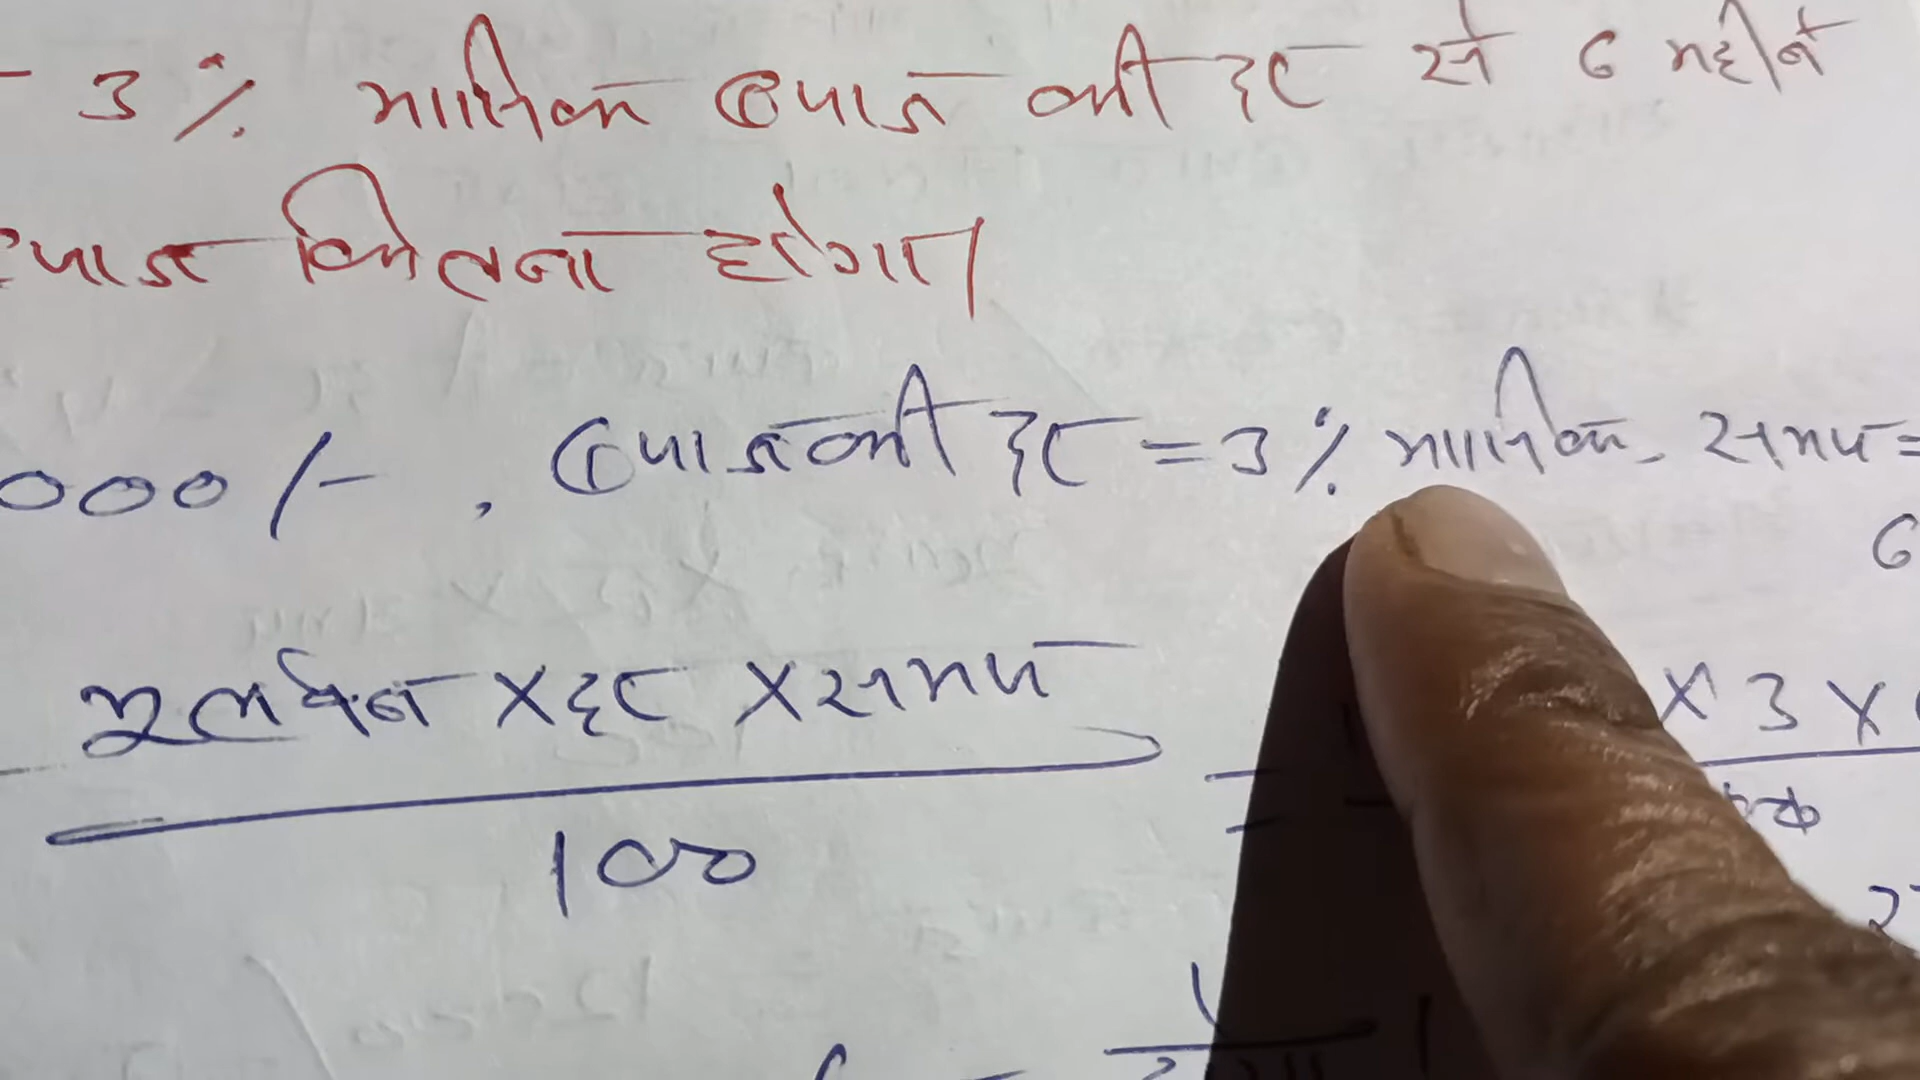 3% मासिक ब्याज की दर से 6 महीने
ब्याज कितना होगा।
000/- , ब्याज की दर = 3% मासिक, समय =
6
मूलधन × दर × समय
100
× 3 ×